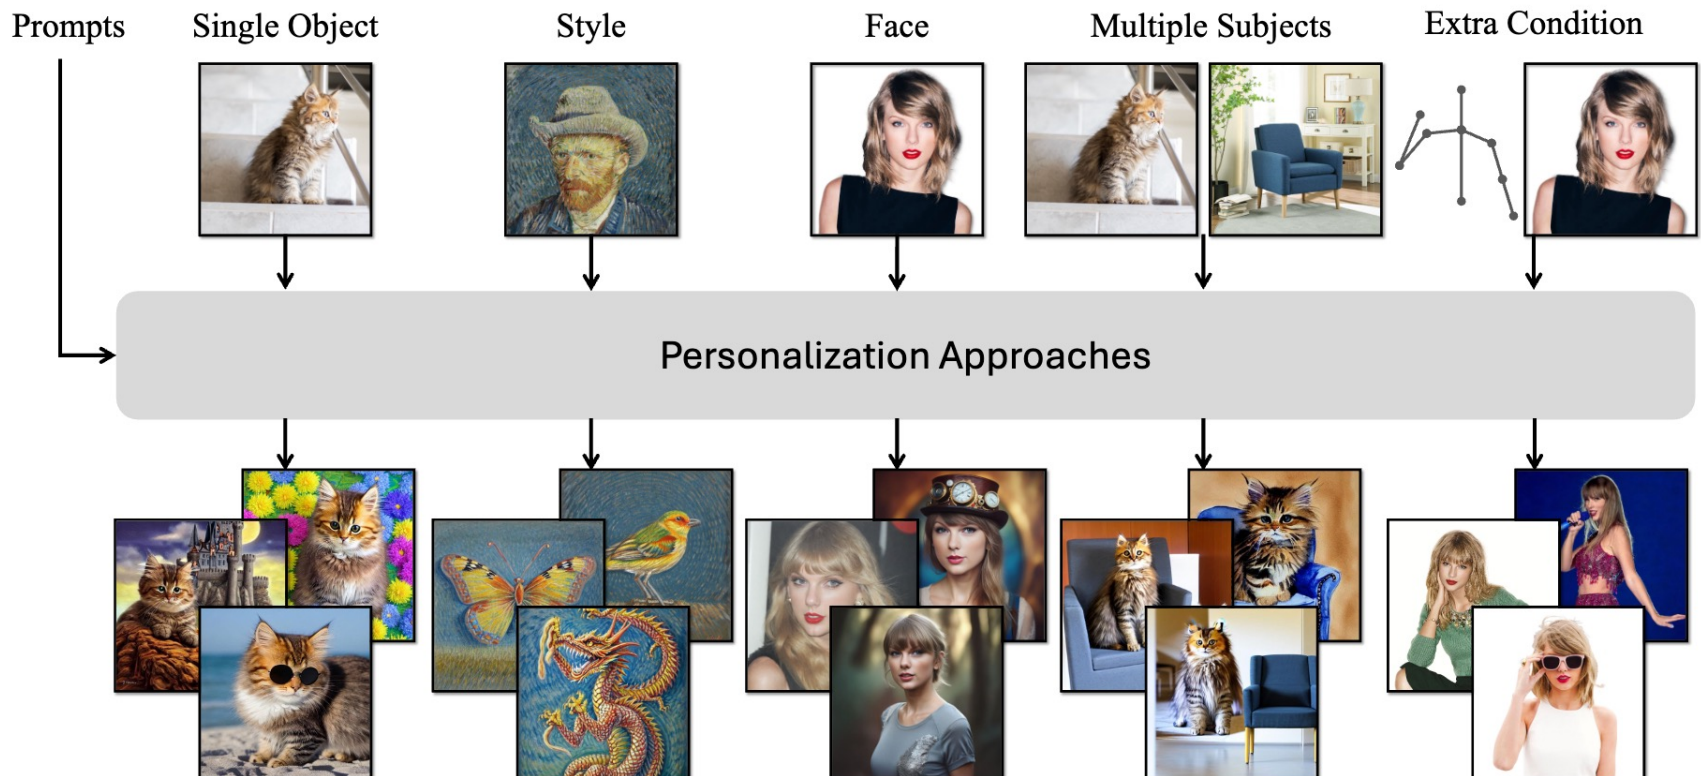 Prompts
Single Object
Style
Face
Multiple Subjects
Extra Condition
Personalization Approaches